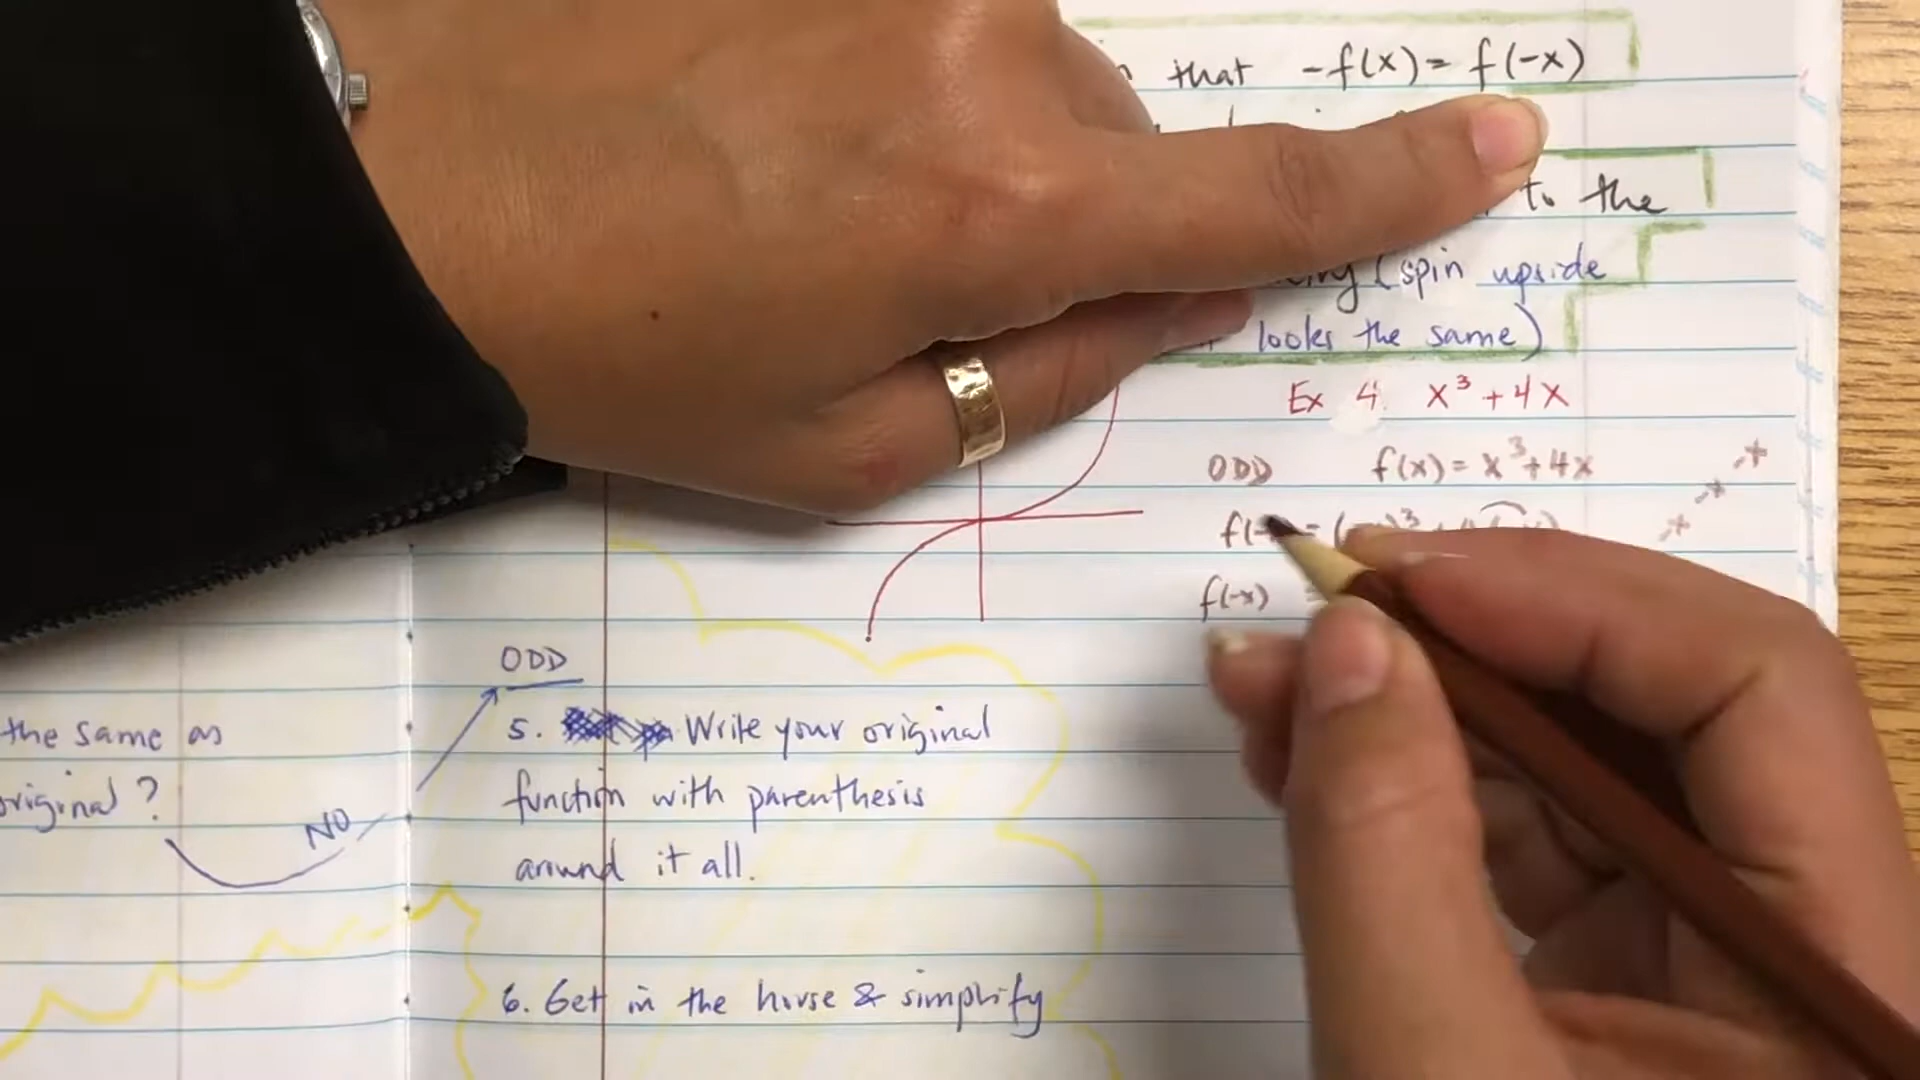 that -f(x) = f(-x)
to the
(spin upside
looks the same)
Ex 4. x³ + 4x
ODD f(x) = x³ + 4x
f(-x)
ODD
the same as
original?
NO
5. Write your original
function with parenthesis
around it all.
6. Get in the horse & simplify